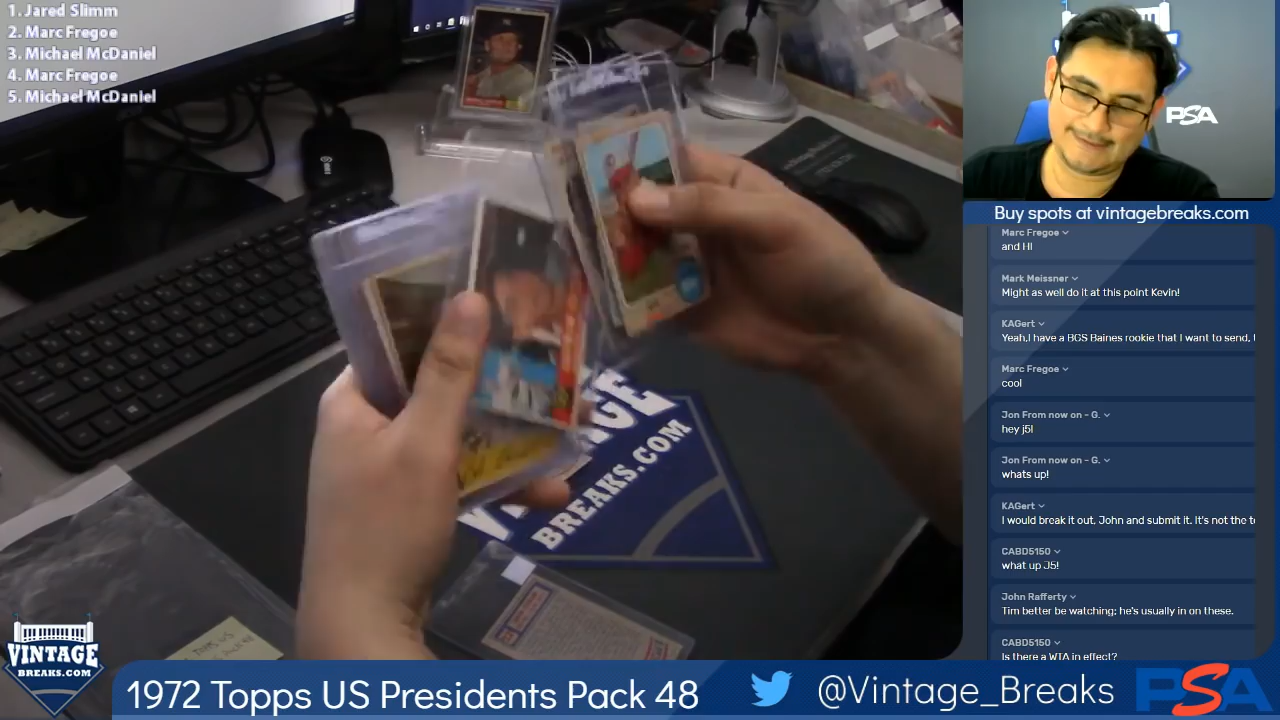 1. Jared Slimm
2. Marc Fregoe
3. Michael McDaniel
4. Marc Fregoe
5. Michael McDaniel
PSA
Buy spots at vintagebreaks.com
Marc Fregoe
and HI
Mark Meissner
Might as well do it at this point Kevin!
KAGert
Yeah,I have a BGS Baines rookie that I want to send,
Marc Fregoe
cool
Jon From now on - G.
hey j5!
Jon From now on - G.
whats up!
KAGert
I would break it out, John and submit it. It's not the
CABD5150
what up J5!
John Rafferty
Tim better be watching; he's usually in on these.
CABD5150
Is there a WTA in effect?
BREAKS.COM
VINTAGE
BREAKS.COM
1972 Topps US Presidents Pack 48
@Vintage_Breaks
PSA